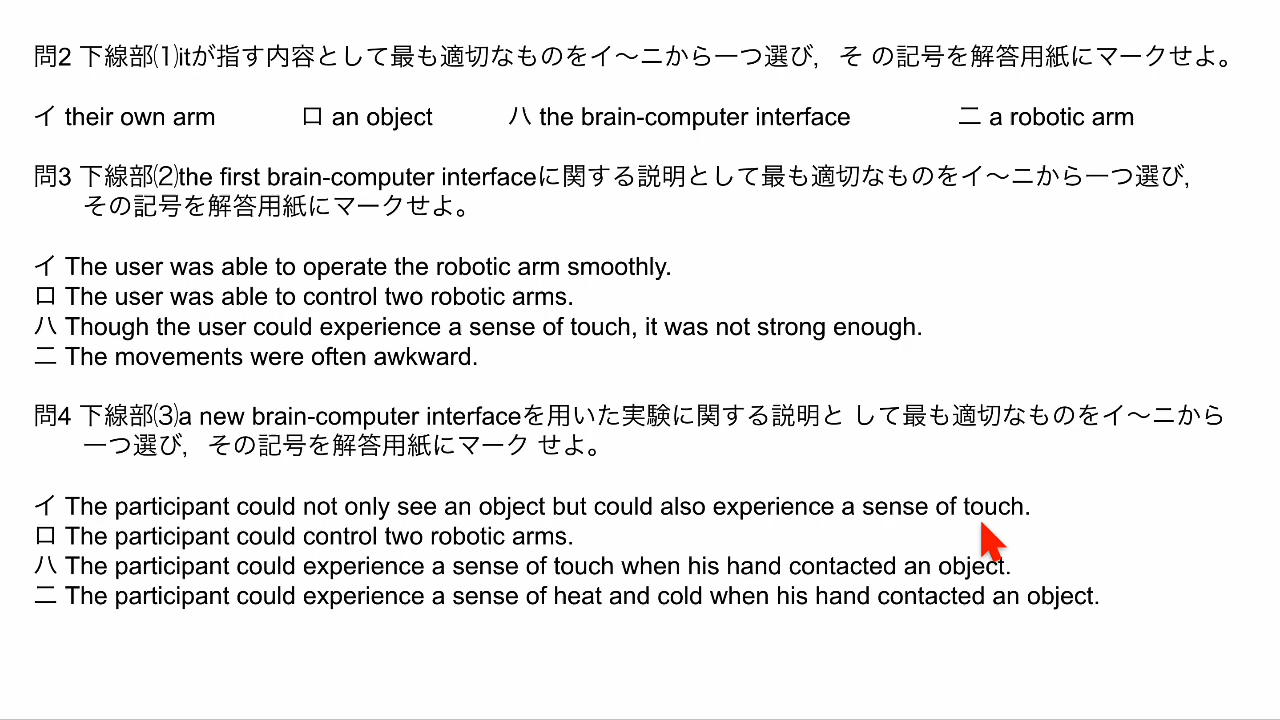 問2 下線部⑴itが指す内容として最も適切なものをイ～ニから一つ選び，そ の記号を解答用紙にマークせよ。
イ their own arm ロ an object ハ the brain-computer interface ニ a robotic arm
問3 下線部⑵the first brain-computer interfaceに関する説明として最も適切なものをイ～ニから一つ選び，
その記号を解答用紙にマークせよ。
イ The user was able to operate the robotic arm smoothly.
ロ The user was able to control two robotic arms.
ハ Though the user could experience a sense of touch, it was not strong enough.
ニ The movements were often awkward.
問4 下線部⑶a new brain-computer interfaceを用いた実験に関する説明と して最も適切なものをイ～ニから
一つ選び，その記号を解答用紙にマーク せよ。
イ The participant could not only see an object but could also experience a sense of touch.
ロ The participant could control two robotic arms.
ハ The participant could experience a sense of touch when his hand contacted an object.
ニ The participant could experience a sense of heat and cold when his hand contacted an object.